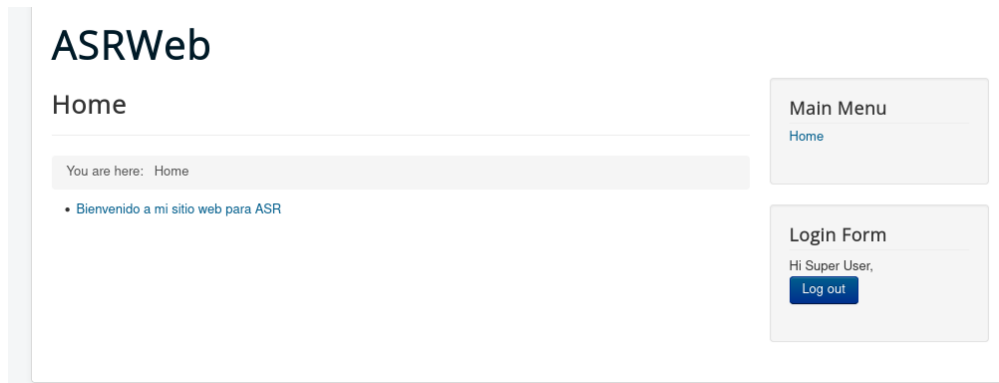 ASRWeb
Home
You are here: Home
Bienvenido a mi sitio web para ASR
Main Menu
Home
Login Form
Hi Super User,
Log out